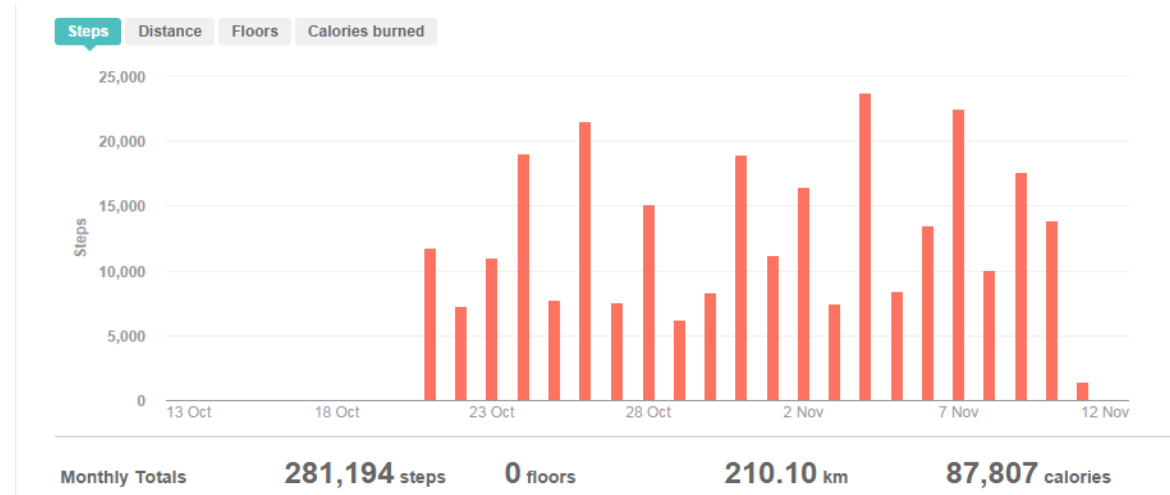 Steps Distance Floors Calories burned
25,000
20,000
15,000
10,000
5,000
0
Steps
13 Oct 18 Oct 23 Oct 28 Oct 2 Nov 7 Nov 12 Nov
Monthly Totals 281,194 steps 0 floors 210.10 km 87,807 calories